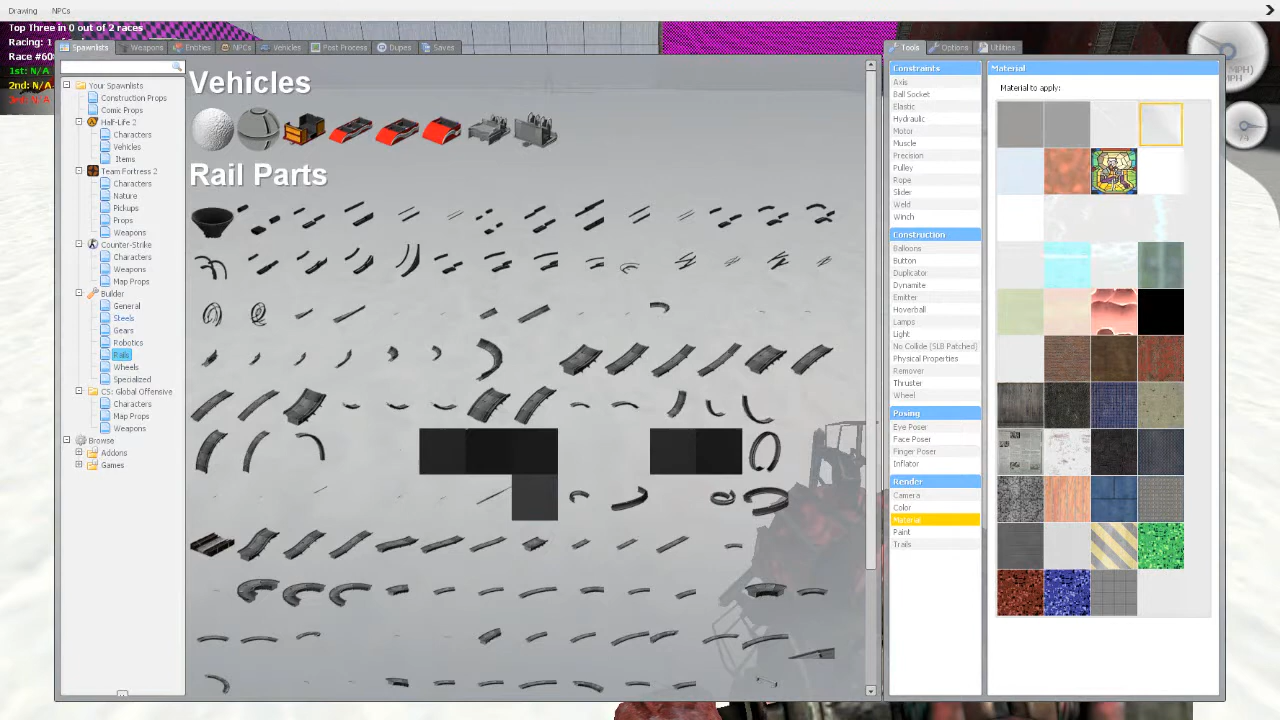 Drawing NPCs
Top Three in 0 out of 2 races
Racing: 1
Race #60
1st: N/A
2nd: N/A
3rd: N/A
MPH)
Spawnlists Weapons Entities NPCs Vehicles Post Process Dupes Saves
Your Spawnlists
Construction Props
Comic Props
Half-Life 2
Characters
Vehicles
Items
Team Fortress 2
Characters
Nature
Pickups
Props
Weapons
Counter-Strike
Characters
Weapons
Map Props
Builder
General
Steels
Gears
Robotics
Rails
Wheels
Specialized
CS: Global Offensive
Characters
Map Props
Weapons
Browse
Addons
Games
Vehicles
Rail Parts
Tools Options Utilities
Constraints
Axis
Ball Socket
Elastic
Hydraulic
Motor
Muscle
Precision
Pulley
Rope
Slider
Weld
Winch
Construction
Balloons
Button
Duplicator
Dynamite
Emitter
Hoverball
Lamps
Light
No Collide (SLB Patched)
Physical Properties
Remover
Thruster
Wheel
Posing
Eye Poser
Face Poser
Finger Poser
Inflator
Render
Camera
Color
Material
Paint
Trails
Material
Material to apply: